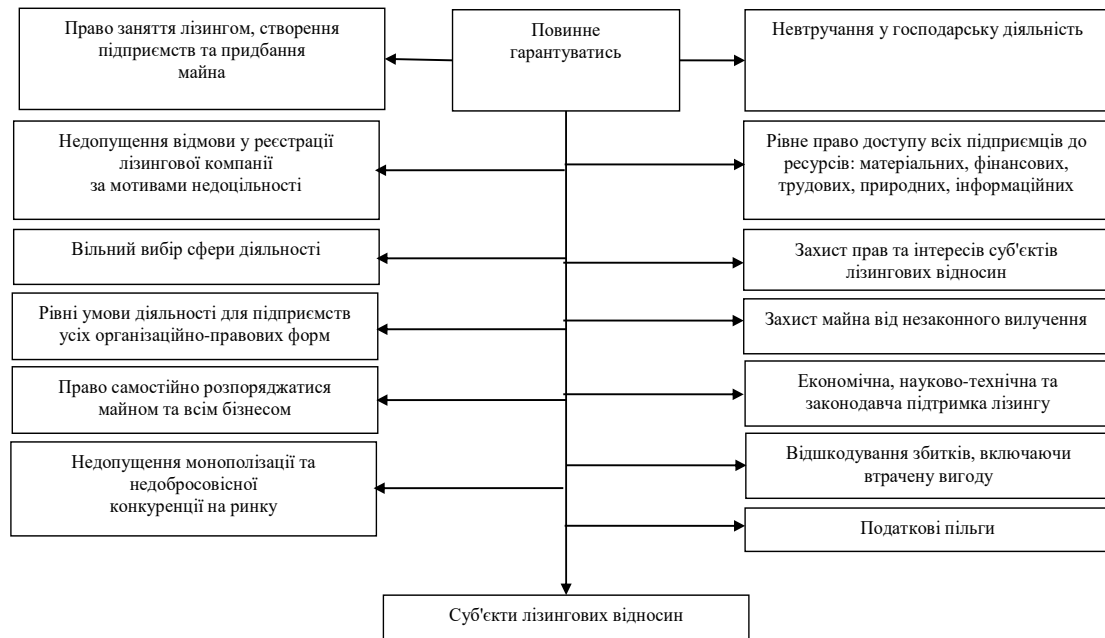 Право заняття лізингом, створення
підприємств та придбання
майна
Повинне
гарантуватись
Невтручання у господарську діяльність
Недопущення відмови у реєстрації
лізингової компанії
за мотивами недоцільності
Рівне право доступу всіх підприємців до
ресурсів: матеріальних, фінансових,
трудових, природних, інформаційних
Вільний вибір сфери діяльності
Захист прав та інтересів суб'єктів
лізингових відносин
Рівні умови діяльності для підприємств
усіх організаційно-правових форм
Захист майна від незаконного вилучення
Право самостійно розпоряджатися
майном та всім бізнесом
Економічна, науково-технічна та
законодавча підтримка лізингу
Недопущення монополізації та
недобросовісної
конкуренції на ринку
Відшкодування збитків, включаючи
втрачену вигоду
Податкові пільги
Суб'єкти лізингових відносин